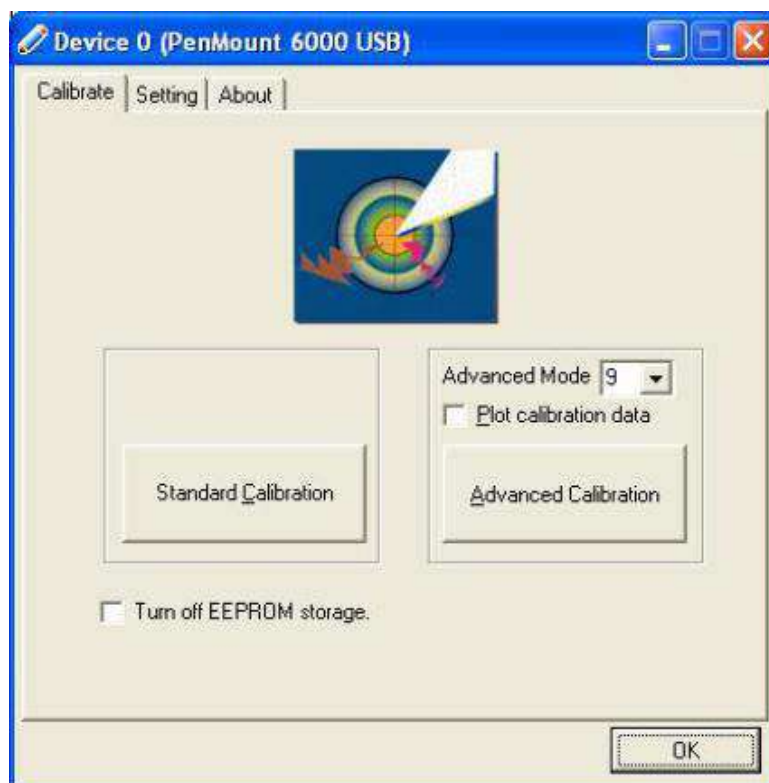 Device 0 (PenMount 6000 USB)
Calibrate Setting About
Advanced Mode 9
Plot calibration data
Standard Calibration
Advanced Calibration
Turn off EEPROM storage.
OK